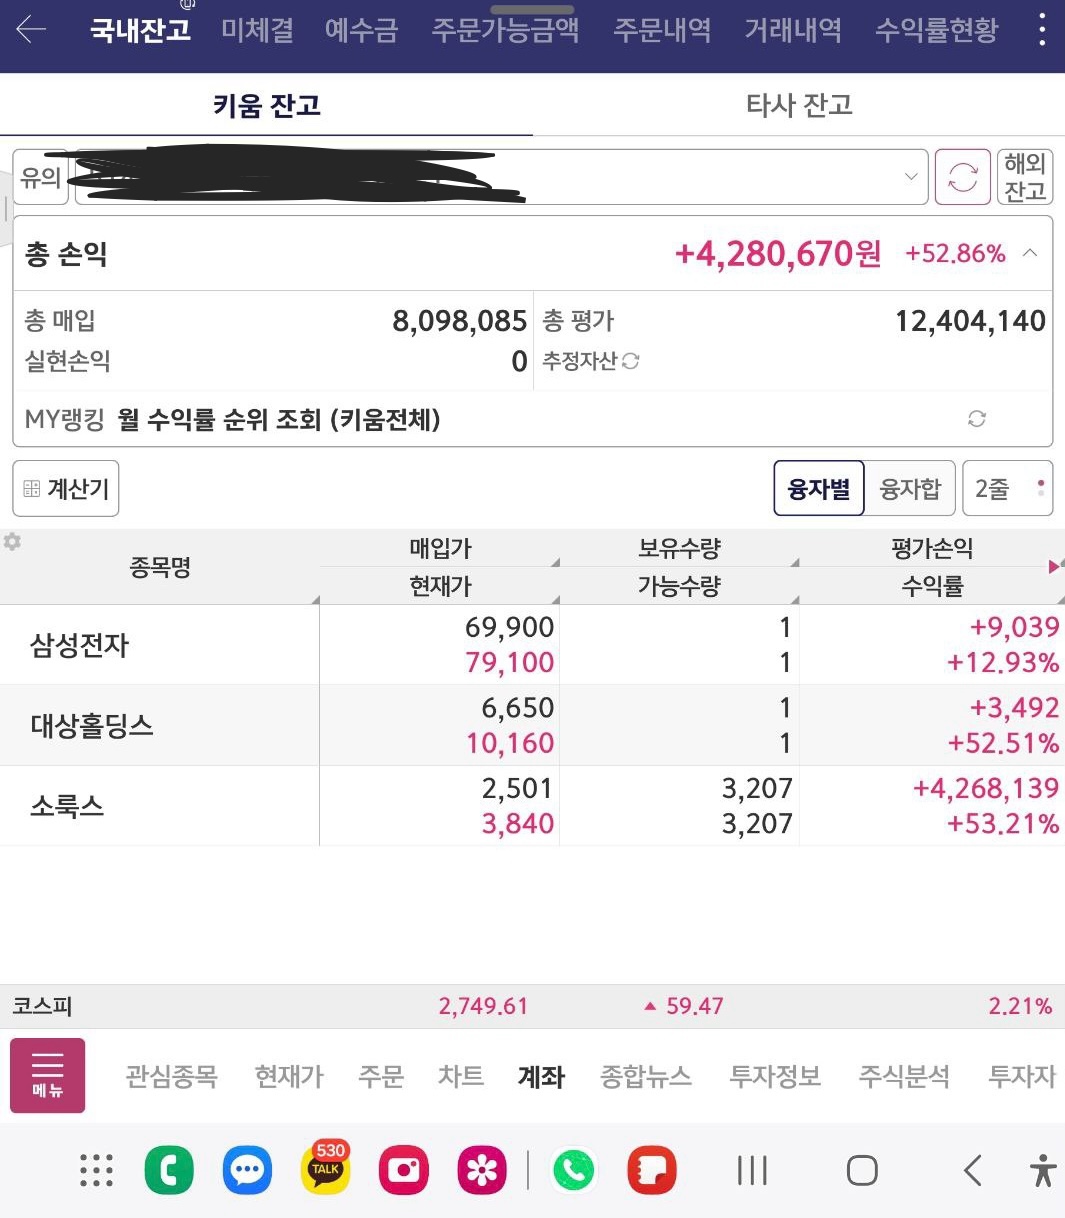 국내잔고 미체결 예수금 주문가능금액 주문내역 거래내역 수익률현황
키움 잔고 타사 잔고
유의 해외 잔고
총 손익 +4,280,670원 +52.86%
총 매입 8,098,085 총 평가 12,404,140
실현손익 0 추정자산
MY랭킹 월 수익률 순위 조회 (키움전체)
계산기 융자별 융자합 2줄
종목명 매입가 보유수량 평가손익
현재가 가능수량 수익률
삼성전자 69,900 1 +9,039
79,100 1 +12.93%
대상홀딩스 6,650 1 +3,492
10,160 1 +52.51%
소룩스 2,501 3,207 +4,268,139
3,840 3,207 +53.21%
코스피 2,749.61 ▲ 59.47 2.21%
메뉴 관심종목 현재가 주문 차트 계좌 종합뉴스 투자정보 주식분석 투자자
530
TALK